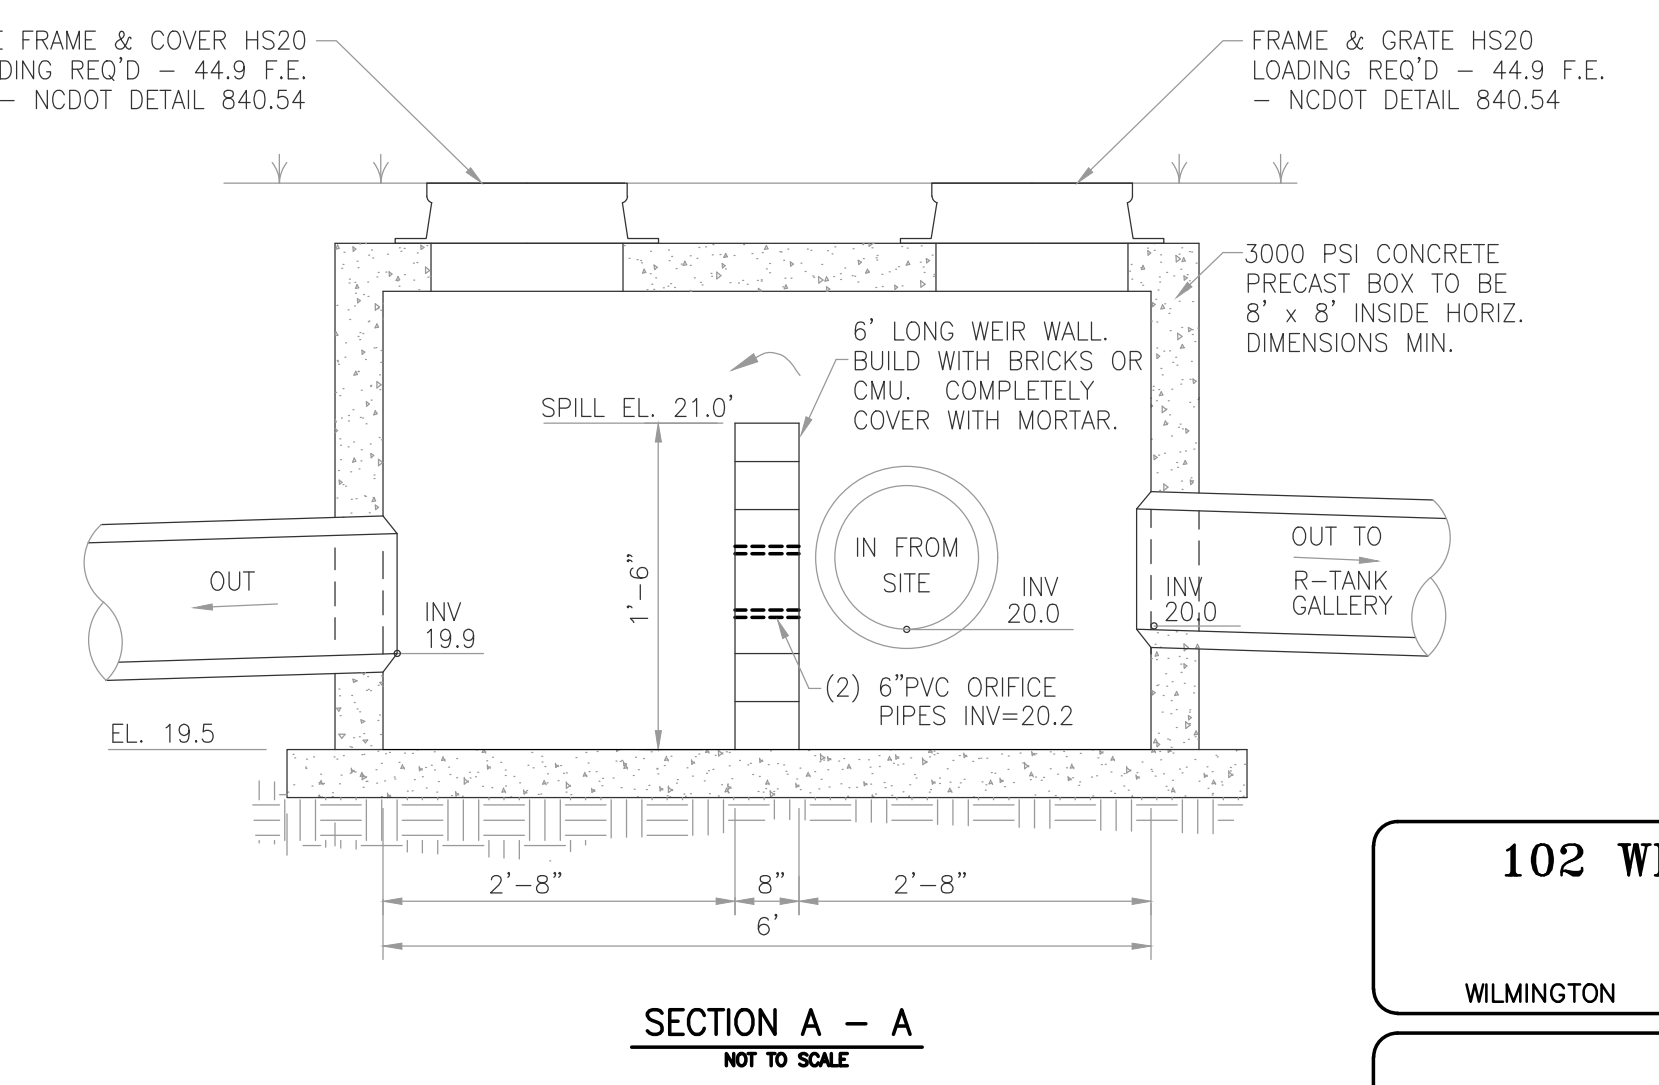 FRAME & COVER HS20
REQ'D – 44.9 F.E.
– NCDOT DETAIL 840.54
FRAME & GRATE HS20
LOADING REQ'D – 44.9 F.E.
– NCDOT DETAIL 840.54
3000 PSI CONCRETE
PRECAST BOX TO BE
8' x 8' INSIDE HORIZ.
DIMENSIONS MIN.
6' LONG WEIR WALL.
BUILD WITH BRICKS OR
CMU. COMPLETELY
COVER WITH MORTAR.
SPILL EL. 21.0'
1'-6"
OUT
INV
19.9
IN FROM
SITE
INV
20.0
INV
20.0
OUT TO
R-TANK
GALLERY
(2) 6"PVC ORIFICE
PIPES INV=20.2
EL. 19.5
2'-8"
8"
2'-8"
6'
SECTION A – A
NOT TO SCALE
102
WILMINGTON